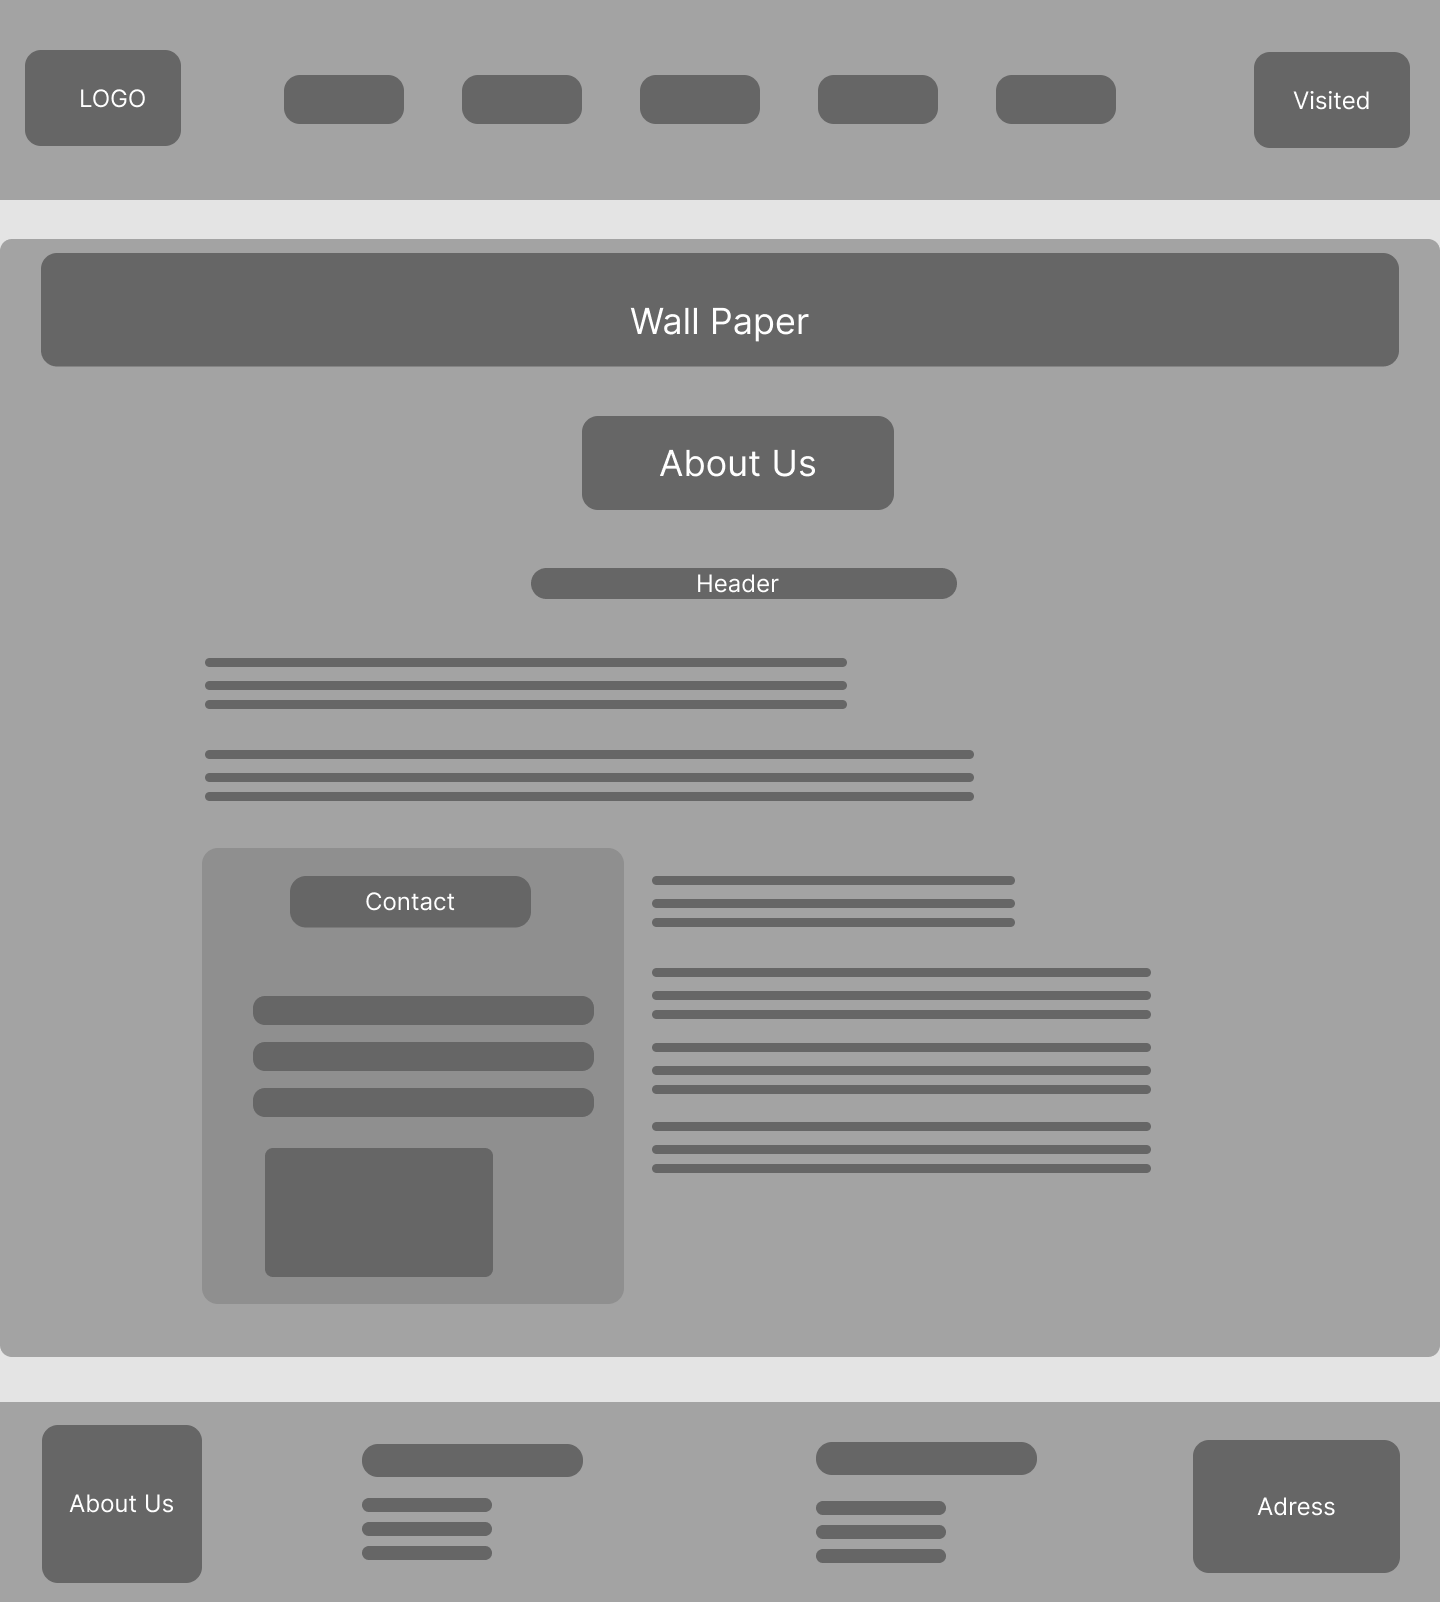 LOGO
Visited
Wall Paper
About Us
Header
Contact
About Us
Adress